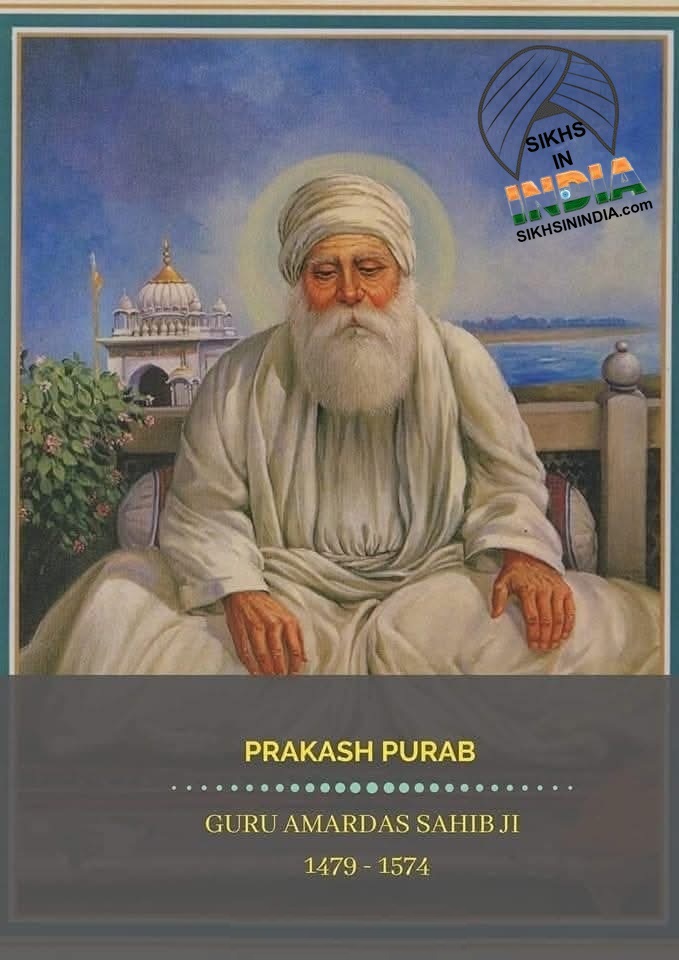 SIKHS
IN
INDIA
SIKHSININDIA.com
PRAKASH PURAB
GURU AMARDAS SAHIB JI
1479 - 1574